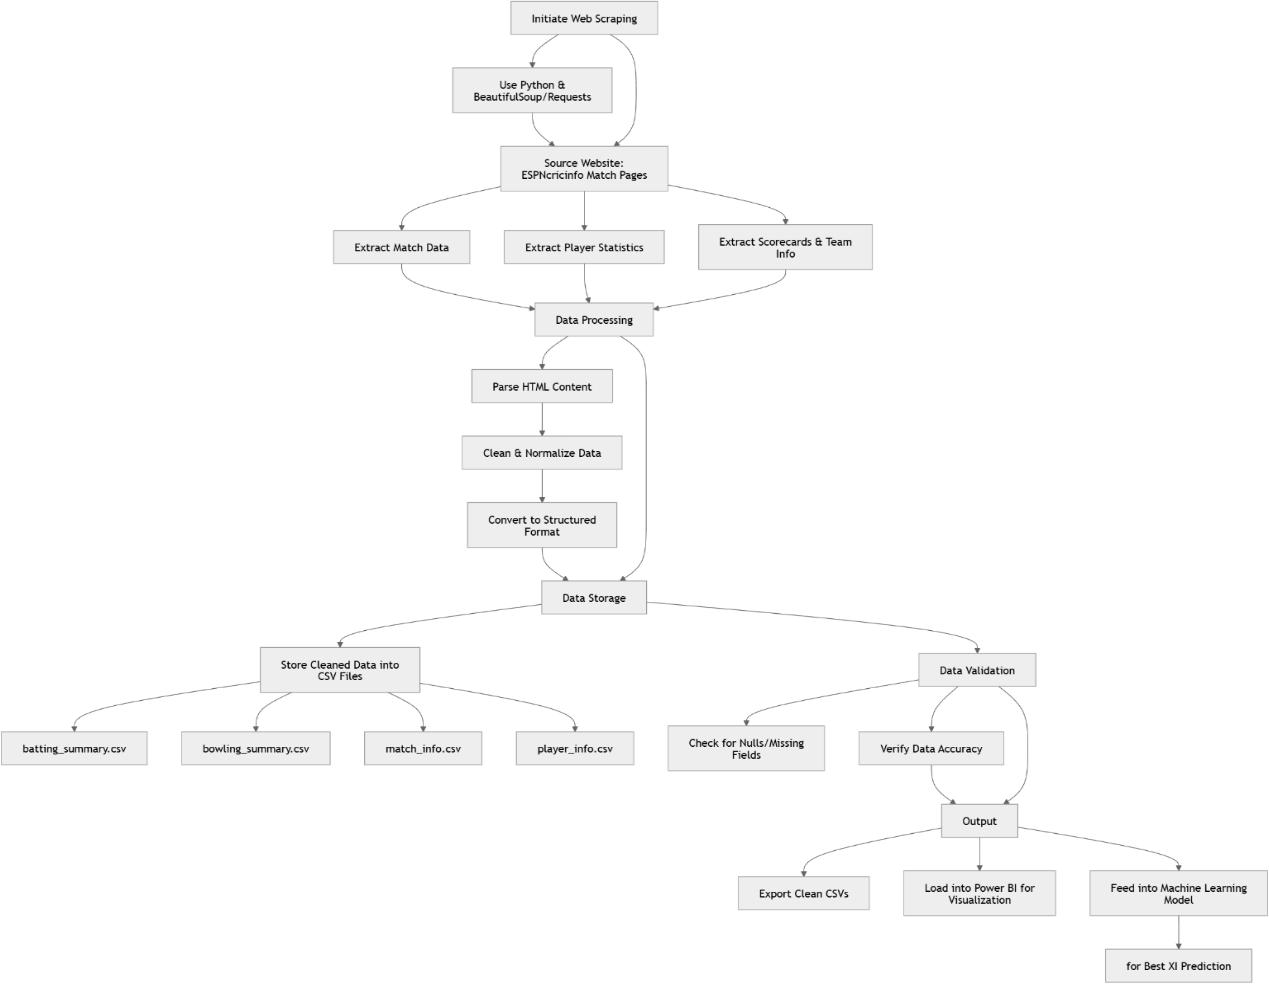 Initiate Web Scraping
Use Python &
BeautifulSoup/Requests
Source Website:
ESPNcricinfo Match Pages
Extract Match Data
Extract Player Statistics
Extract Scorecards & Team
Info
Data Processing
Parse HTML Content
Clean & Normalize Data
Convert to Structured
Format
Data Storage
Store Cleaned Data into
CSV Files
Data Validation
batting_summary.csv
bowling_summary.csv
match_info.csv
player_info.csv
Check for Nulls/Missing
Fields
Verify Data Accuracy
Output
Export Clean CSVs
Load into Power BI for
Visualization
Feed into Machine Learning
Model
for Best XI Prediction